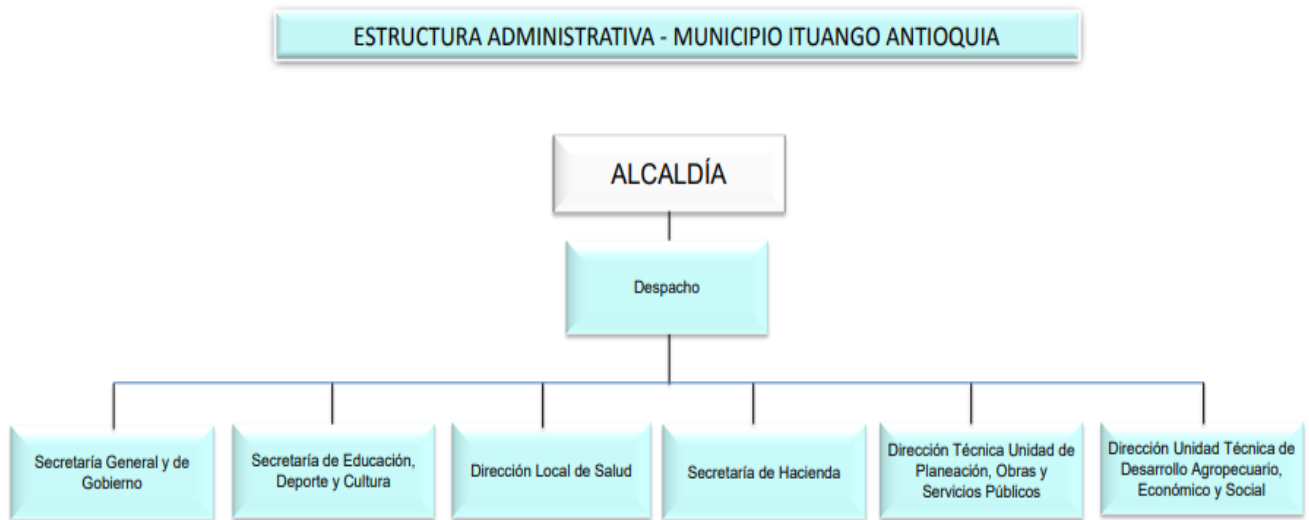 ESTRUCTURA ADMINISTRATIVA - MUNICIPIO ITUANGO ANTIOQUIA
ALCALDÍA
Despacho
Secretaría General y de
Gobierno
Secretaría de Educación,
Deporte y Cultura
Dirección Local de Salud
Secretaría de Hacienda
Dirección Técnica Unidad de
Planeación, Obras y
Servicios Públicos
Dirección Unidad Técnica de
Desarrollo Agropecuario,
Económico y Social